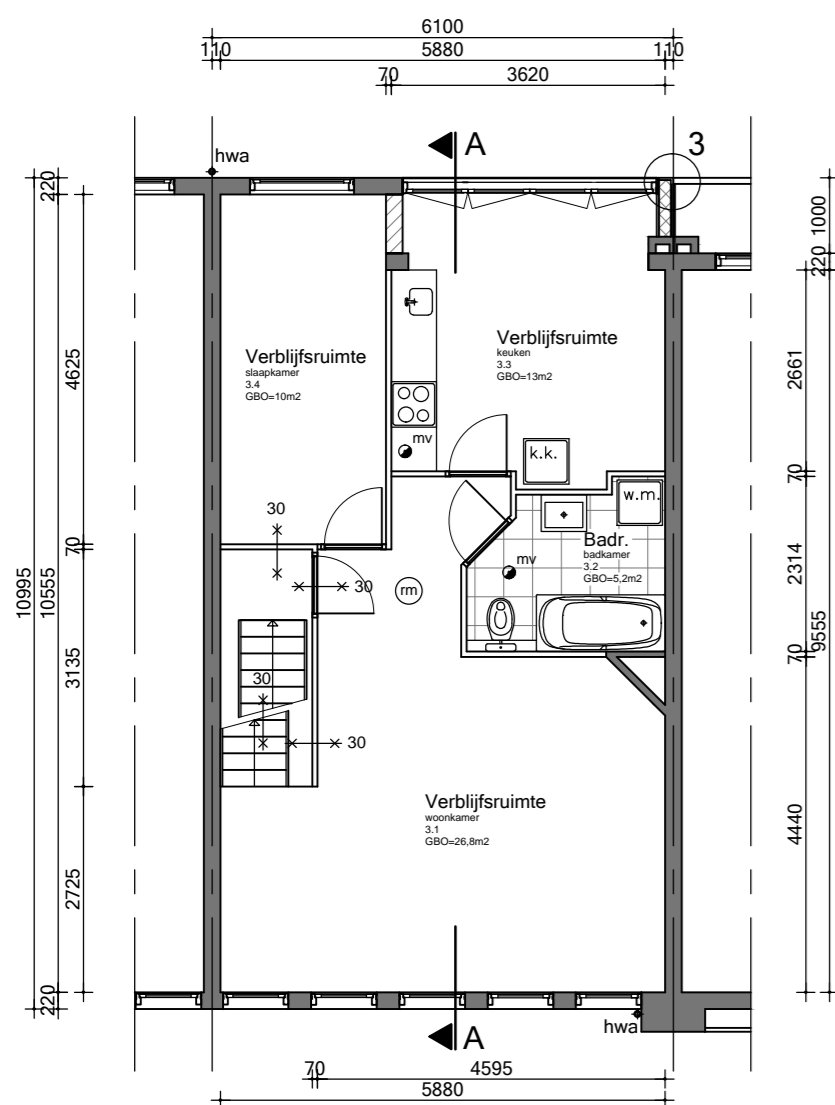 6100
110
5880
110
70
3620
A
3
hwa
220
4625
70
3135
2725
220
10995
10555
1000
220
2661
70
2314
70
4440
9555
Verblijfsruimte
slaapkamer
3.4
GBO=10m2
Verblijfsruimte
keuken
3.3
GBO=13m2
mv
k.k.
w.m.
30
30
rm
mv
Badr.
badkamer
3.2
GBO=5,2m2
30
30
Verblijfsruimte
woonkamer
3.1
GBO=26,8m2
hwa
A
70
4595
5880